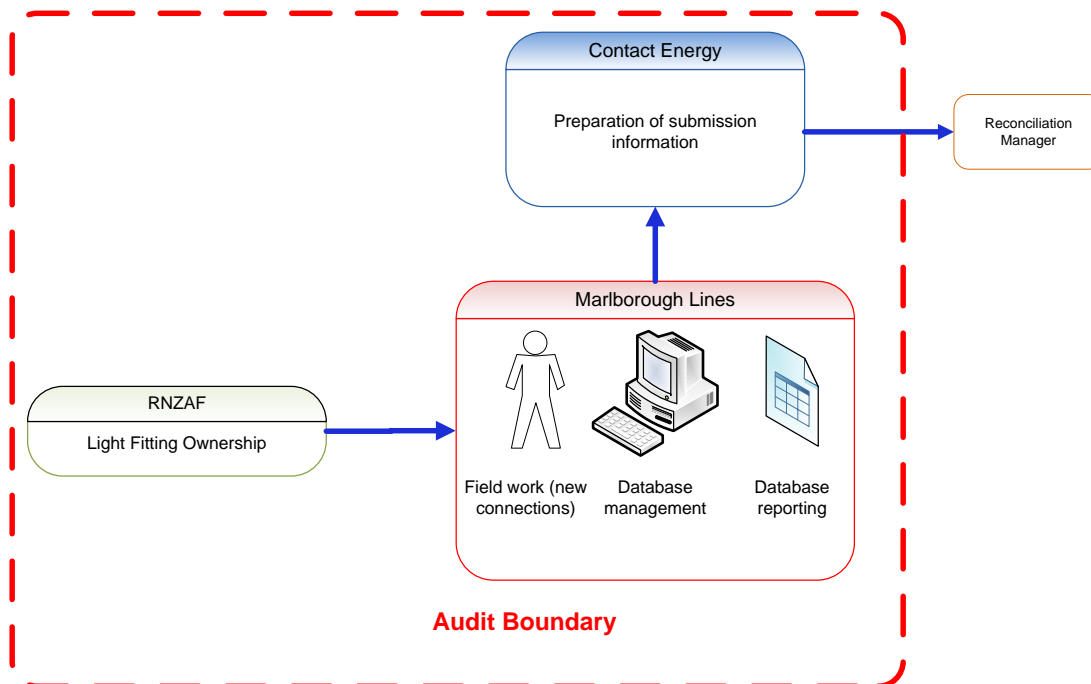 Contact Energy
Preparation of submission
information
Reconciliation
Manager
Marlborough Lines
Field work (new
connections)
Database
management
Database
reporting
RNZAF
Light Fitting Ownership
Audit Boundary